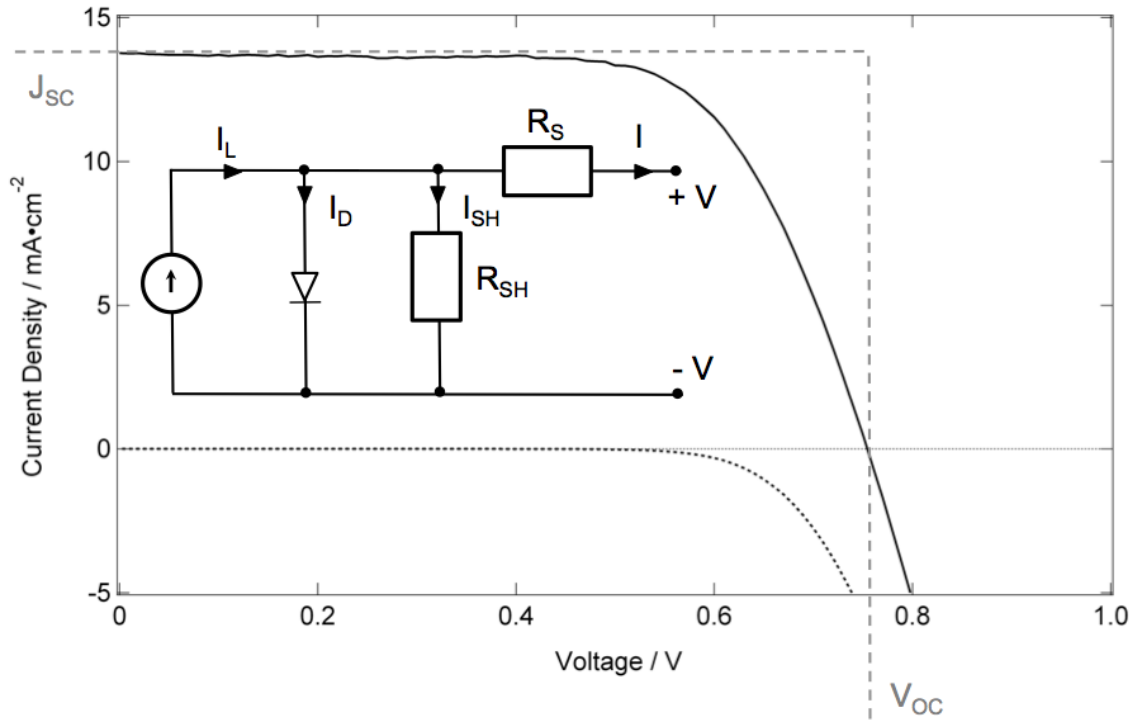 15
J_SC
I_L
R_S
I
10
+ V
I_D
I_SH
R_SH
5
- V
0
-5
0
0.2
0.4
0.6
0.8
1.0
Current Density / mA•cm⁻²
Voltage / V
V_OC